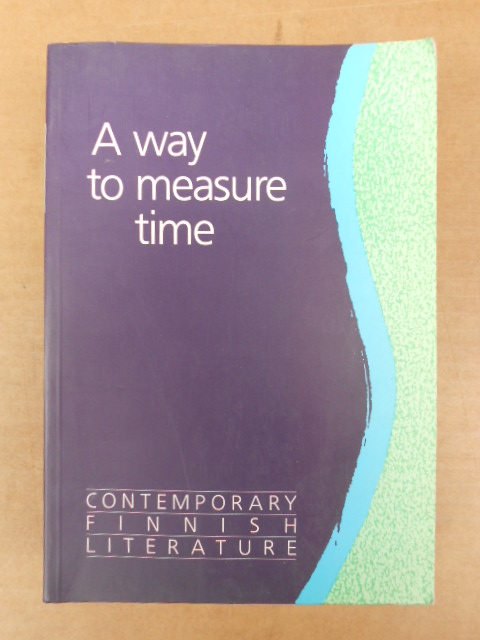 A way
to measure
time
CONTEMPORARY
FINNISH
LITERATURE